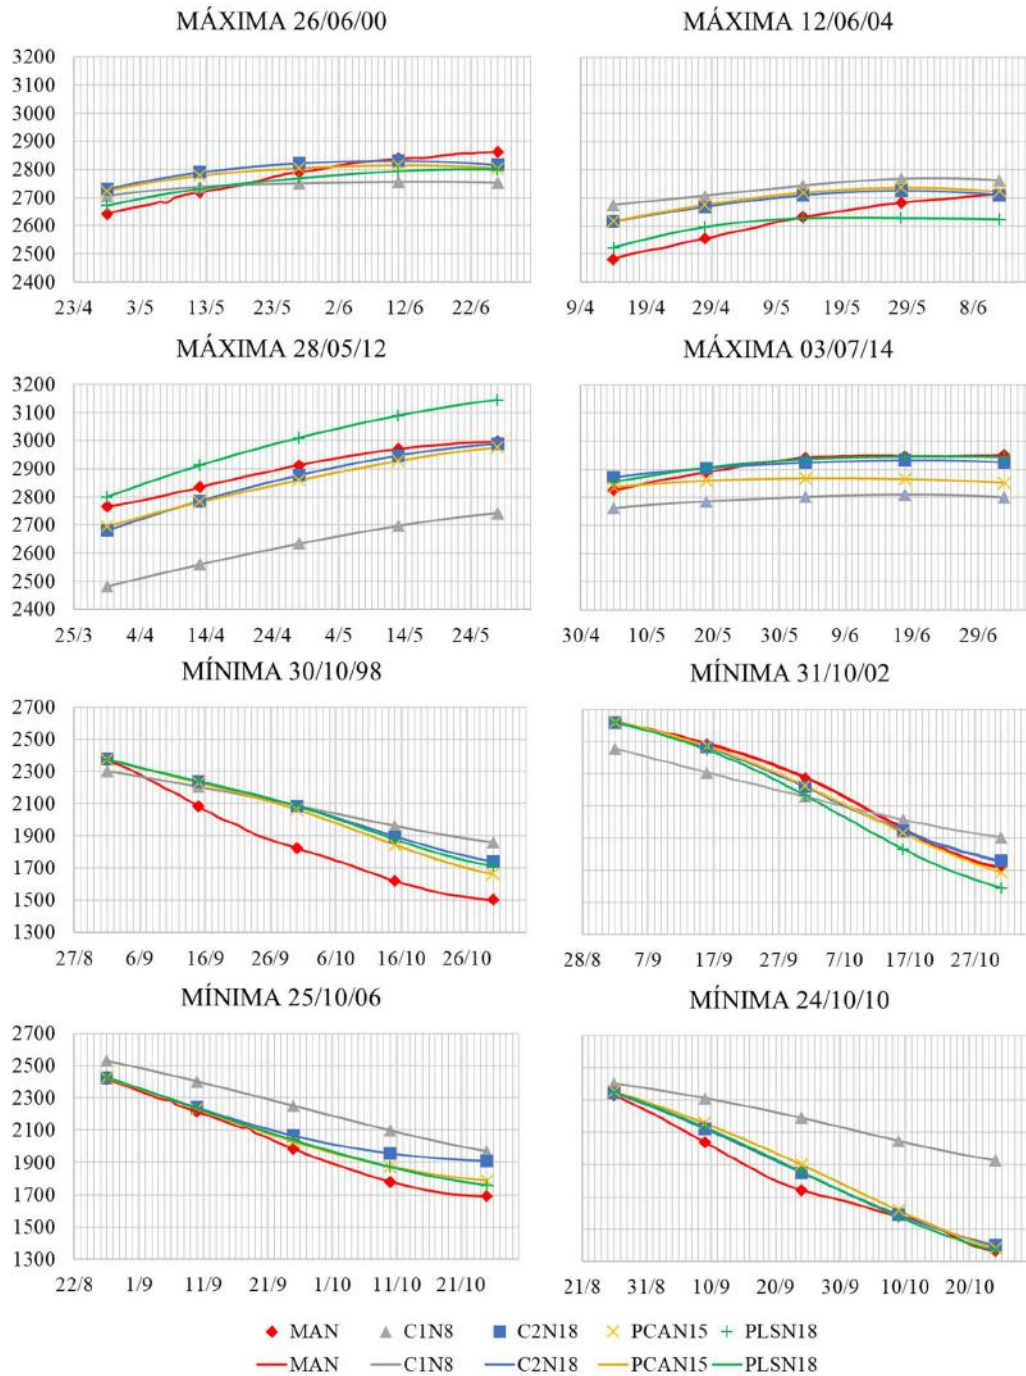 MÁXIMA 26/06/00
MÁXIMA 12/06/04
3200
3100
3000
2900
2800
2700
2600
2500
2400
23/4 3/5 13/5 23/5 2/6 12/6 22/6
9/4 19/4 29/4 9/5 19/5 29/5 8/6
MÁXIMA 28/05/12
MÁXIMA 03/07/14
3200
3100
3000
2900
2800
2700
2600
2500
2400
25/3 4/4 14/4 24/4 4/5 14/5 24/5
30/4 10/5 20/5 30/5 9/6 19/6 29/6
MÍNIMA 30/10/98
MÍNIMA 31/10/02
2700
2500
2300
2100
1900
1700
1500
1300
27/8 6/9 16/9 26/9 6/10 16/10 26/10
28/8 7/9 17/9 27/9 7/10 17/10 27/10
MÍNIMA 25/10/06
MÍNIMA 24/10/10
2700
2500
2300
2100
1900
1700
1500
1300
22/8 1/9 11/9 21/9 1/10 11/10 21/10
21/8 31/8 10/9 20/9 30/9 10/10 20/10
MAN C1N8 C2N18 PCAN15 PLSN18
MAN C1N8 C2N18 PCAN15 PLSN18